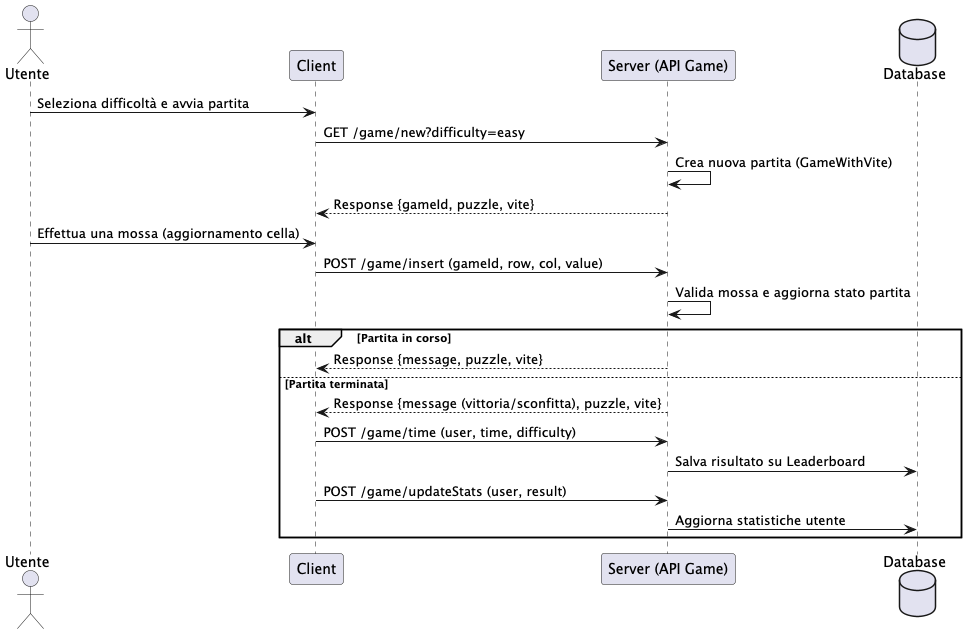 Utente
Client
Server (API Game)
Database
Seleziona difficoltà e avvia partita
GET /game/new?difficulty=easy
Crea nuova partita (GameWithVite)
Response {gameId, puzzle, vite}
Effettua una mossa (aggiornamento cella)
POST /game/insert (gameId, row, col, value)
Valida mossa e aggiorna stato partita
alt [Partita in corso]
Response {message, puzzle, vite}
[Partita terminata]
Response {message (vittoria/sconfitta), puzzle, vite}
POST /game/time (user, time, difficulty)
Salva risultato su Leaderboard
POST /game/updateStats (user, result)
Aggiorna statistiche utente
Utente
Client
Server (API Game)
Database